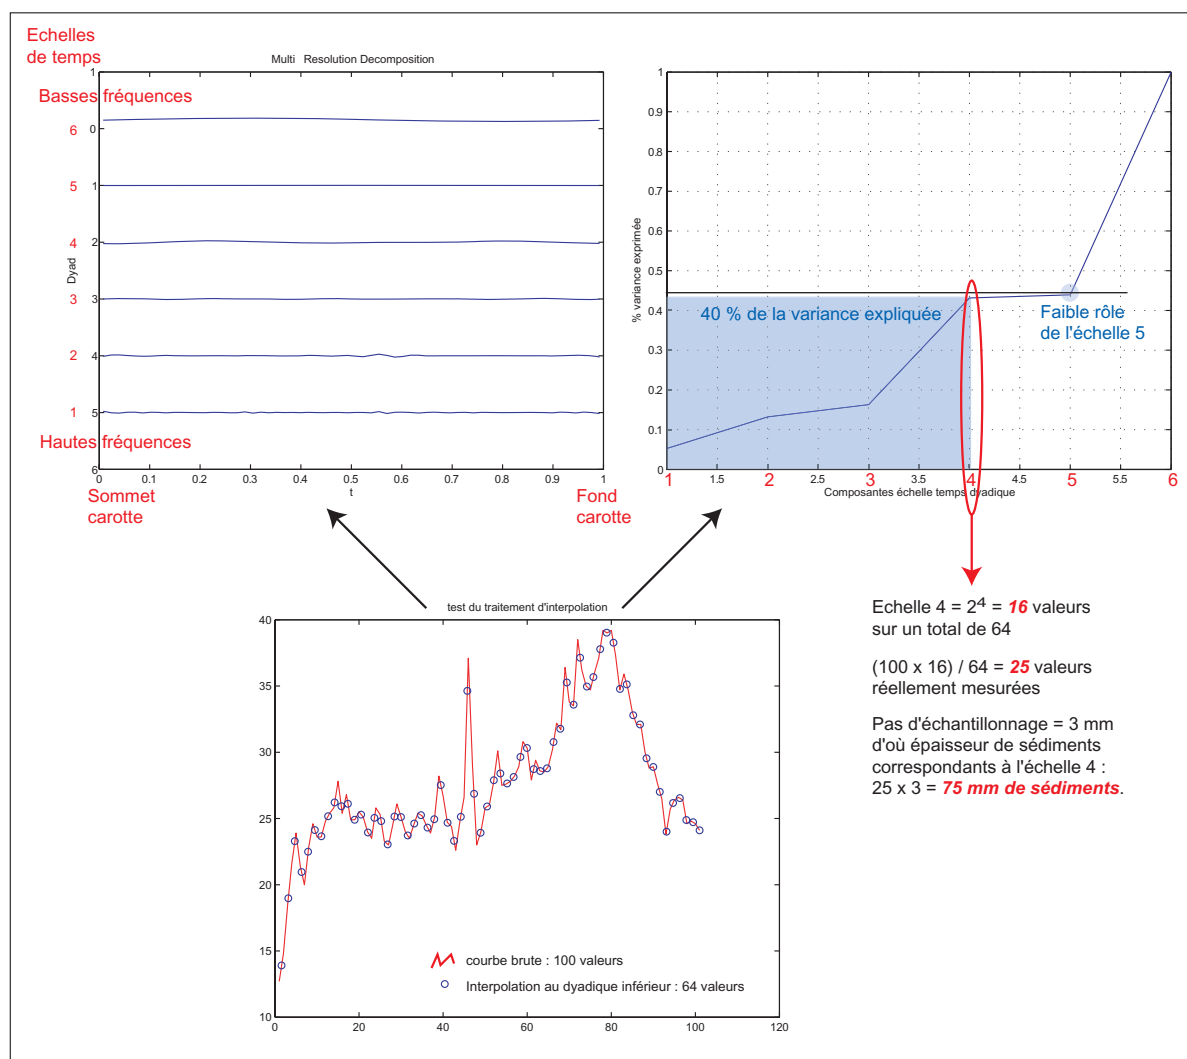 Echelles
de temps
Multi Resolution Decomposition
1
Basses fréquences
6
0
5
1
4
2
Dyad
3
3
2
4
1
5
Hautes fréquences
6
0 0.1 0.2 0.3 0.4 0.5 0.6 0.7 0.8 0.9 1
t
Sommet
carotte
Fond
carotte
1
0.9
0.8
0.7
0.6
0.5
0.4
0.3
0.2
0.1
0
% variance exprimée
40 % de la variance expliquée
Faible rôle
de l'échelle 5
1 1.5 2 2.5 3 3.5 4 4.5 5 5.5 6
Composantes échelle temps dyadique
test du traitement d'interpolation
40
35
30
25
20
15
10
0 20 40 60 80 100 120
courbe brute : 100 valeurs
Interpolation au dyadique inférieur : 64 valeurs
Echelle 4 = 2⁴ = 16 valeurs
sur un total de 64
(100 x 16) / 64 = 25 valeurs
réellement mesurées
Pas d'échantillonnage = 3 mm
d'où épaisseur de sédiments
correspondants à l'échelle 4 :
25 x 3 = 75 mm de sédiments.